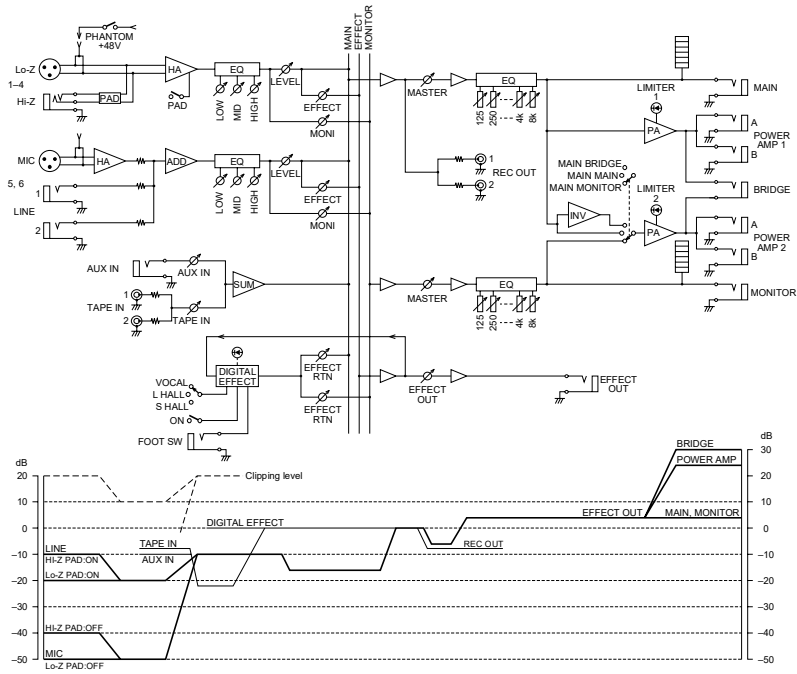 PHANTOM
+48V
MAIN
EFFECT
MONITOR
Lo-Z
1–4
Hi-Z
PAD
HA
PAD
EQ
LOW
MID
HIGH
LEVEL
EFFECT
MONI
MASTER
EQ
125
250
4k
8k
LIMITER
1
PA
MAIN
A
POWER
AMP 1
B
MIC
5, 6
1
LINE
2
HA
ADD
EQ
LOW
MID
HIGH
LEVEL
EFFECT
MONI
1
REC OUT
2
MAIN BRIDGE
MAIN MAIN
MAIN MONITOR
LIMITER
2
INV
PA
BRIDGE
A
POWER
AMP 2
B
AUX IN
AUX IN
1
TAPE IN
2
TAPE IN
SUM
MASTER
EQ
125
250
4k
8k
MONITOR
VOCAL
L HALL
S HALL
ON
FOOT SW
DIGITAL
EFFECT
EFFECT
RTN
EFFECT
RTN
EFFECT
OUT
EFFECT
OUT
dB
20
10
0
–10
–20
–30
–40
–50
Clipping level
DIGITAL EFFECT
LINE
HI-Z PAD:ON
Lo-Z PAD:ON
TAPE IN
AUX IN
HI-Z PAD:OFF
MIC
Lo-Z PAD:OFF
REC OUT
EFFECT OUT
BRIDGE
POWER AMP
MAIN, MONITOR
dB
30
20
10
0
–10
–20
–30
–40
–50